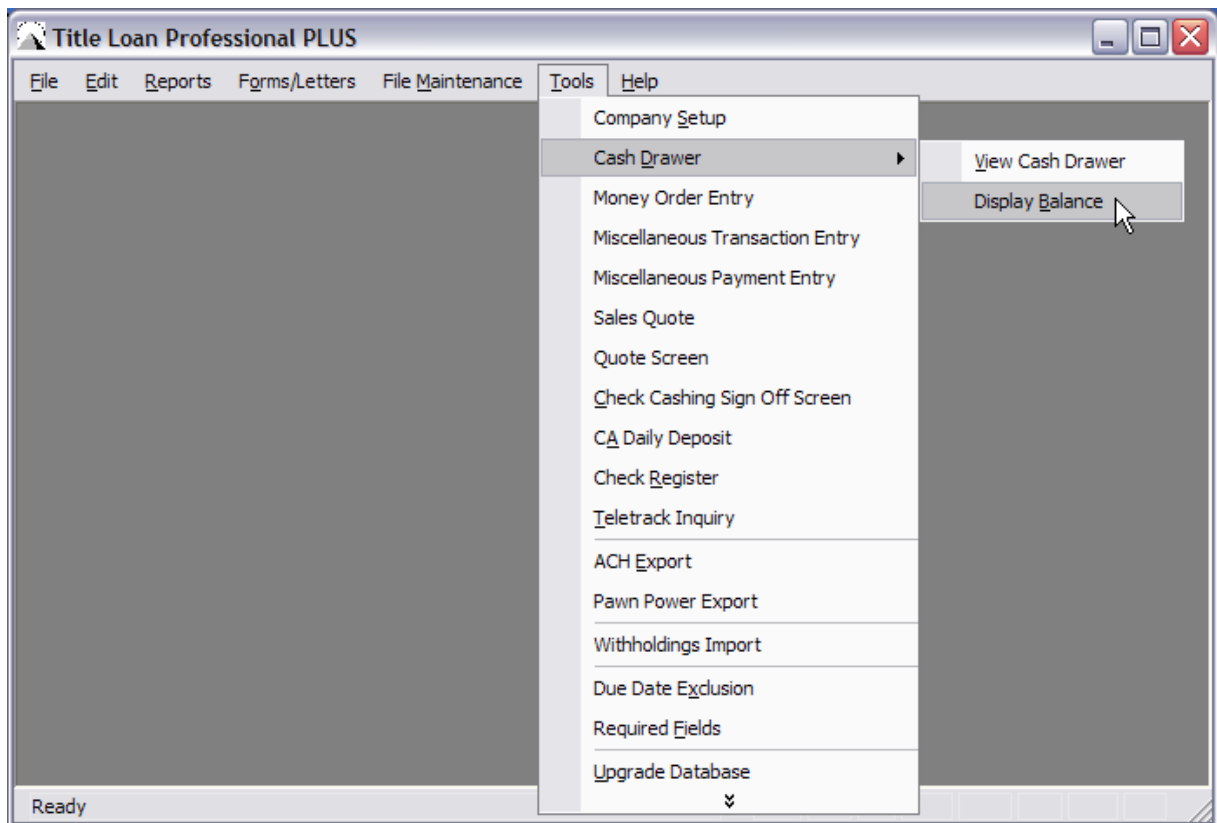 Title Loan Professional PLUS
File Edit Reports Forms/Letters File Maintenance Tools Help
Company Setup
Cash Drawer
View Cash Drawer
Display Balance
Money Order Entry
Miscellaneous Transaction Entry
Miscellaneous Payment Entry
Sales Quote
Quote Screen
Check Cashing Sign Off Screen
CA Daily Deposit
Check Register
Teletrack Inquiry
ACH Export
Pawn Power Export
Withholdings Import
Due Date Exclusion
Required Fields
Upgrade Database
Ready